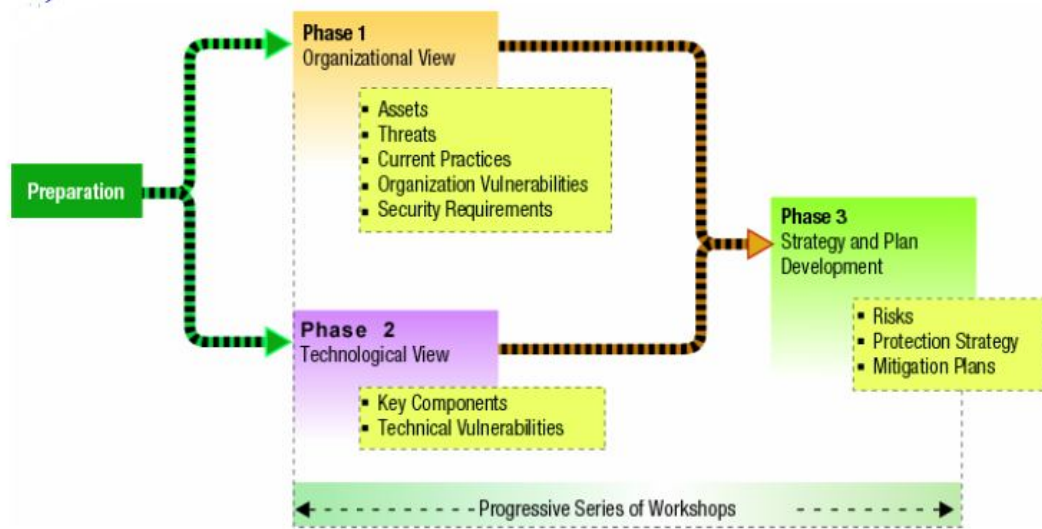 Phase 1
Organizational View
▪ Assets
▪ Threats
▪ Current Practices
▪ Organization Vulnerabilities
▪ Security Requirements
Preparation
Phase 2
Technological View
▪ Key Components
▪ Technical Vulnerabilities
Phase 3
Strategy and Plan
Development
▪ Risks
▪ Protection Strategy
▪ Mitigation Plans
Progressive Series of Workshops